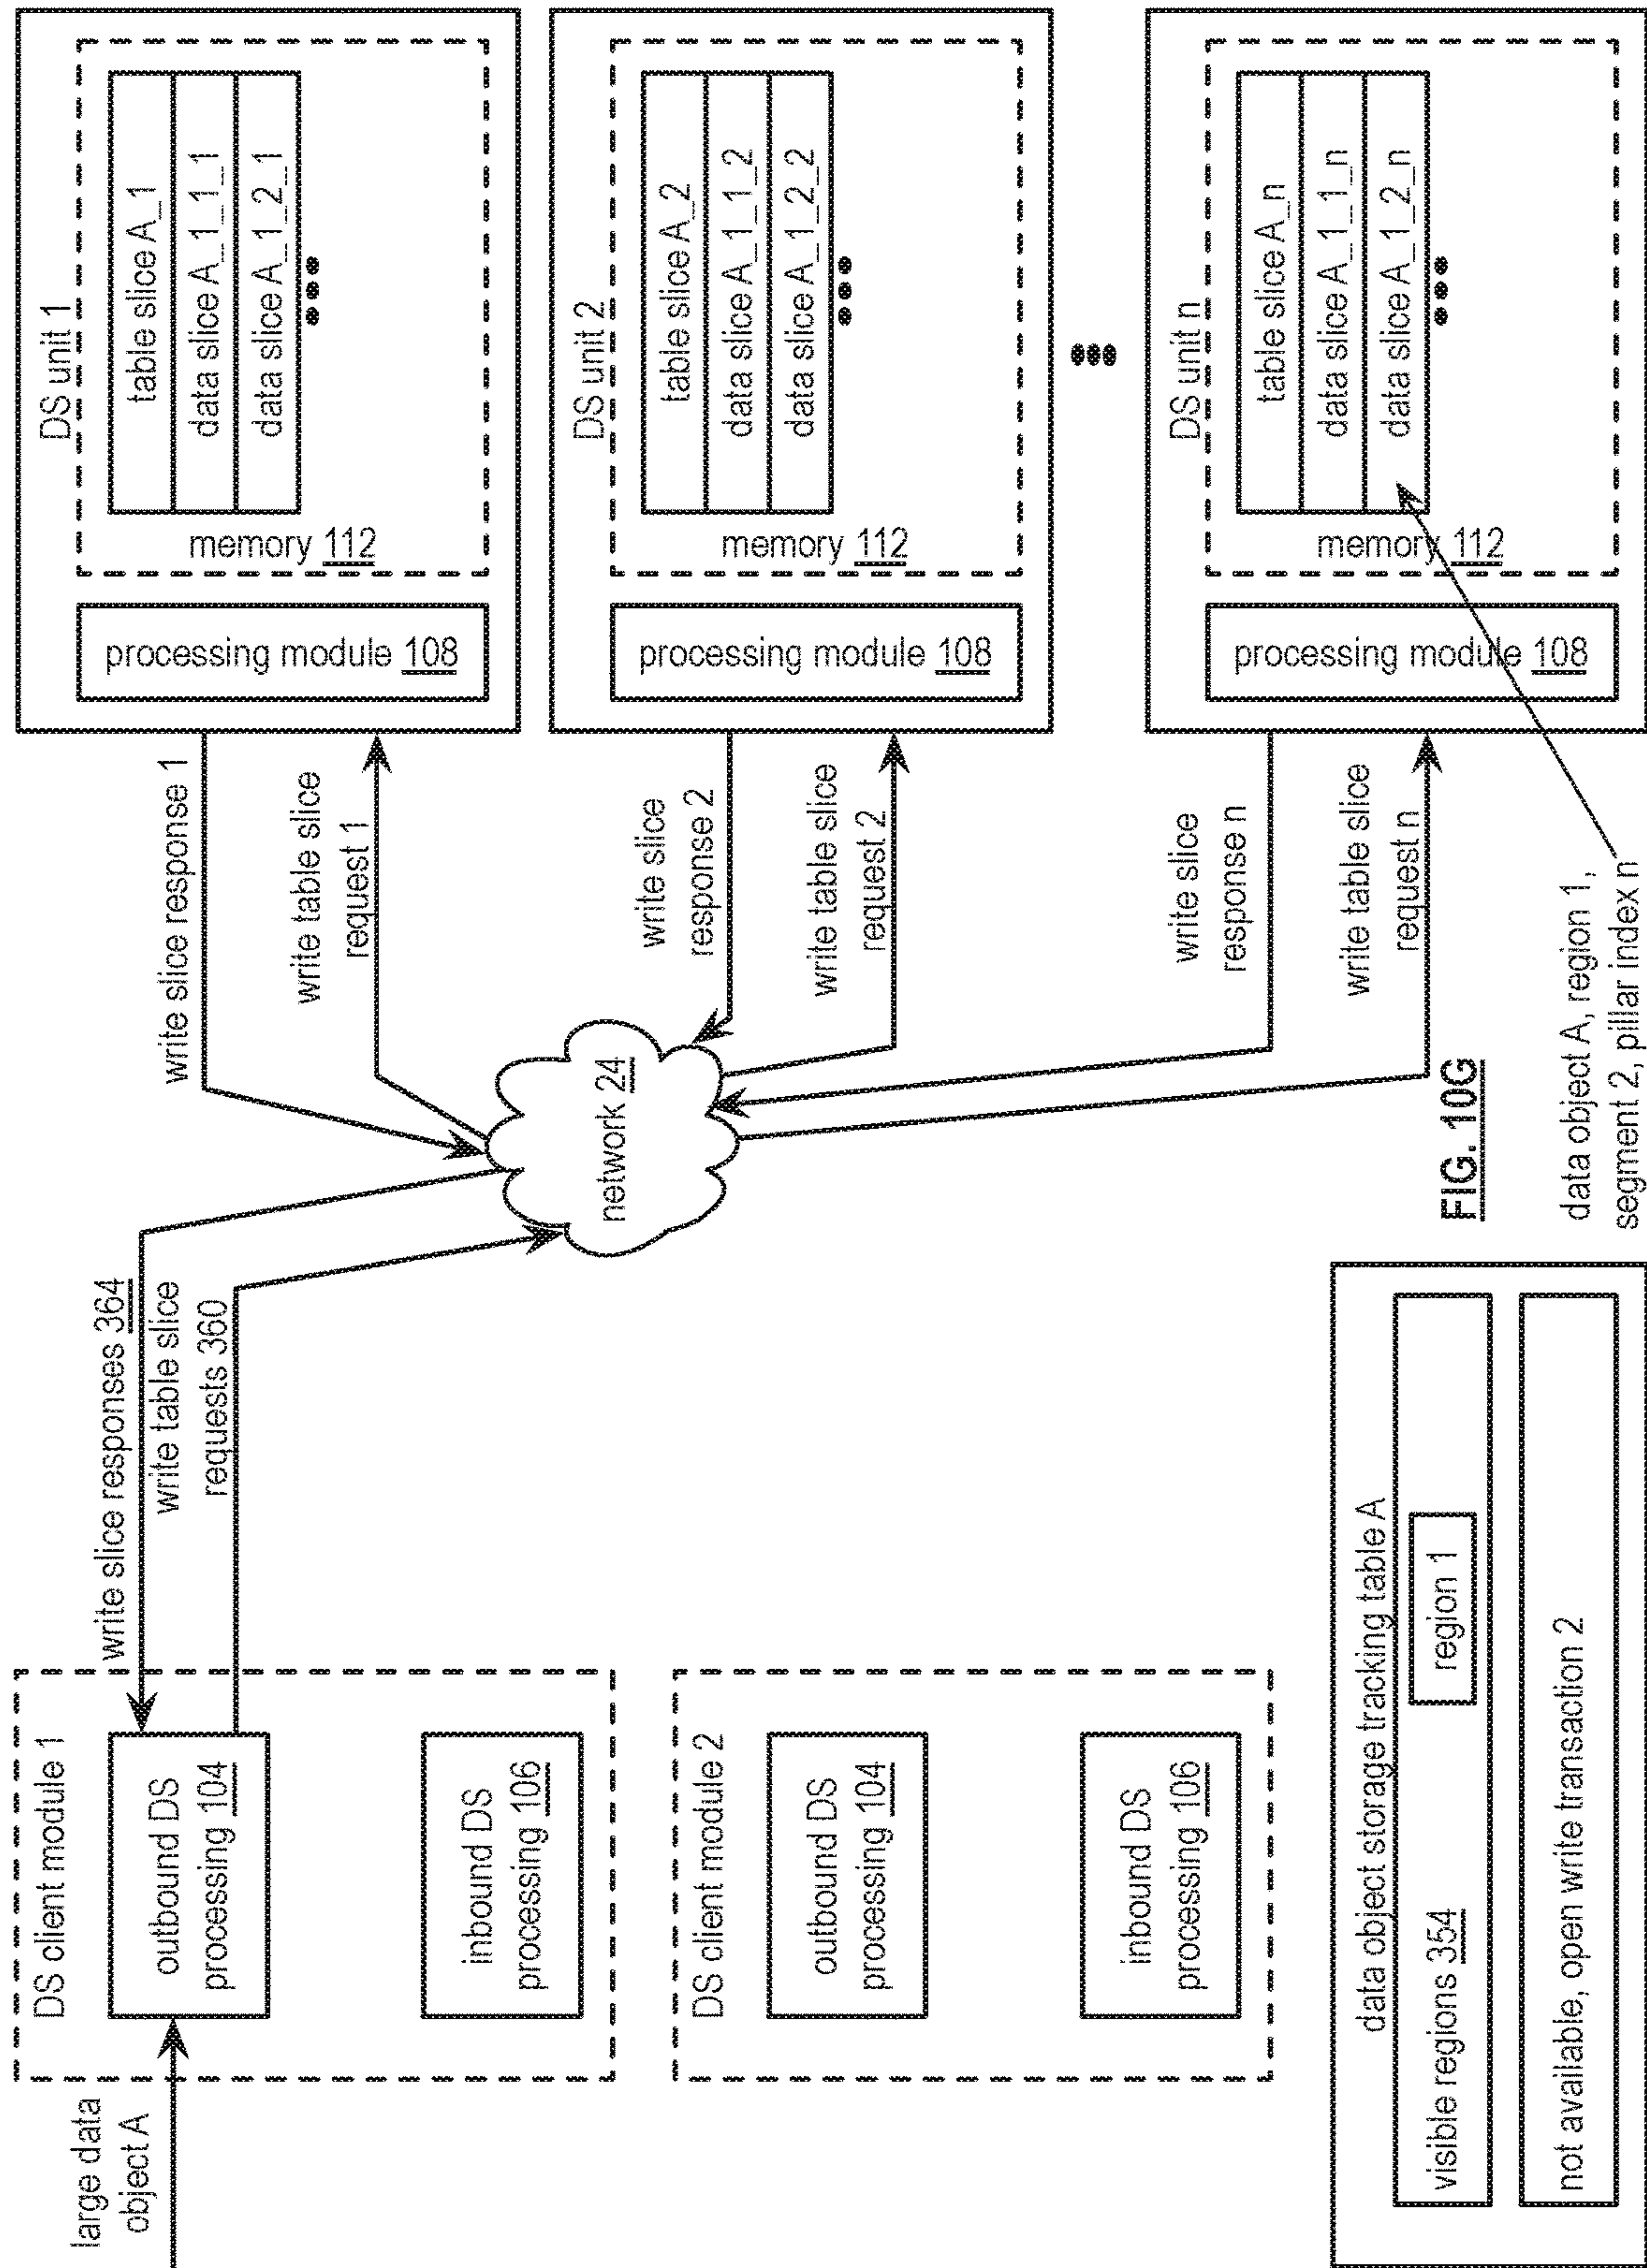 large data
object A
DS client module 1
outbound DS
processing 104
inbound DS
processing 106
write slice responses 364
write table slice
requests 360
DS client module 2
outbound DS
processing 104
inbound DS
processing 106
network 24
write slice response 1
write table slice
request 1
write slice
response 2
write table slice
request 2
write slice
response n
write table slice
request n
DS unit 1
processing module 108
memory 112
table slice A_1
data slice A_1_1_1
data slice A_1_2_1
DS unit 2
processing module 108
memory 112
table slice A_2
data slice A_1_1_2
data slice A_1_2_2
DS unit n
processing module 108
memory 112
table slice A_n
data slice A_1_1_n
data slice A_1_2_n
data object storage tracking table A
visible regions 354
region 1
not available, open write transaction 2
FIG. 10G
data object A, region 1,
segment 2, pillar index n